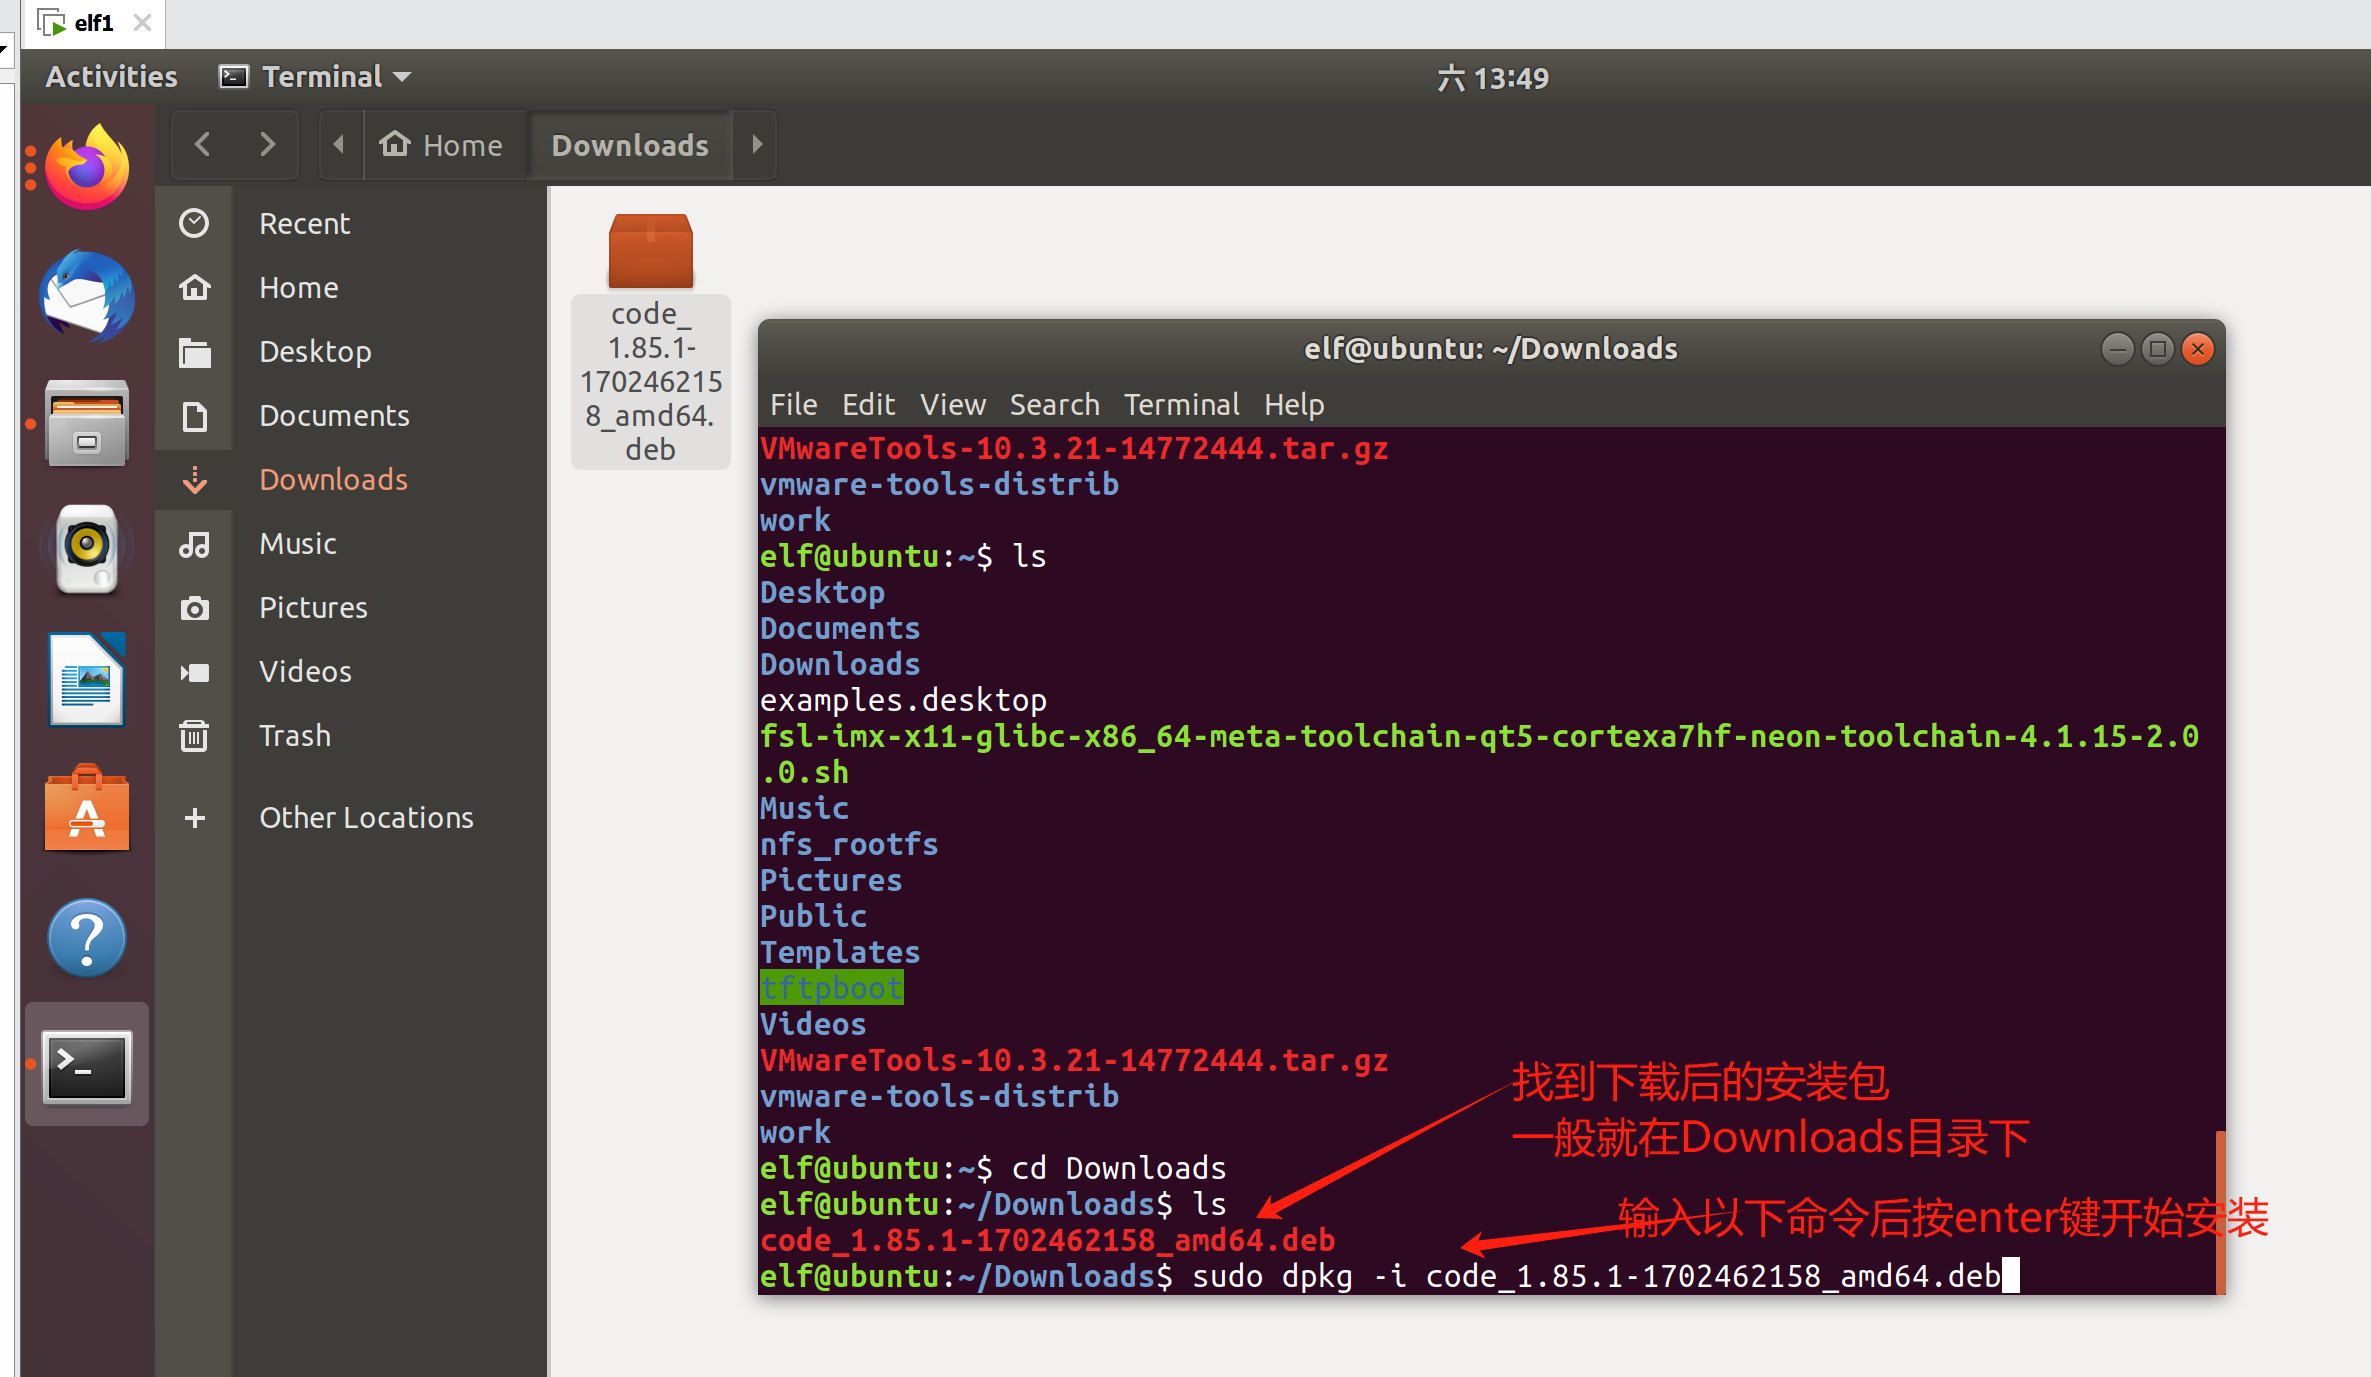 elf1
Activities
Terminal
六 13:49
Home
Downloads
Recent
Home
Desktop
Documents
Downloads
Music
Pictures
Videos
Trash
Other Locations
code_
1.85.1-
170246215
8_amd64.
deb
elf@ubuntu: ~/Downloads
File Edit View Search Terminal Help
VMwareTools-10.3.21-14772444.tar.gz
vmware-tools-distrib
work
elf@ubuntu:~$ ls
Desktop
Documents
Downloads
examples.desktop
fsl-imx-x11-glibc-x86_64-meta-toolchain-qt5-cortexa7hf-neon-toolchain-4.1.15-2.0
.0.sh
Music
nfs_rootfs
Pictures
Public
Templates
tftpboot
Videos
VMwareTools-10.3.21-14772444.tar.gz
vmware-tools-distrib
work
elf@ubuntu:~$ cd Downloads
elf@ubuntu:~/Downloads$ ls
code_1.85.1-1702462158_amd64.deb
elf@ubuntu:~/Downloads$ sudo dpkg -i code_1.85.1-1702462158_amd64.deb
找到下载后的安装包
一般就在Downloads目录下
输入以下命令后按enter键开始安装